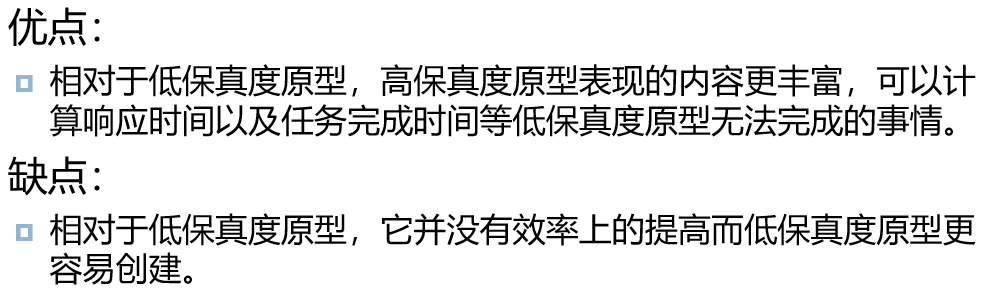 优点：
相对于低保真度原型，高保真度原型表现的内容更丰富，可以计
算响应时间以及任务完成时间等低保真度原型无法完成的事情。
缺点：
相对于低保真度原型，它并没有效率上的提高而低保真度原型更
容易创建。